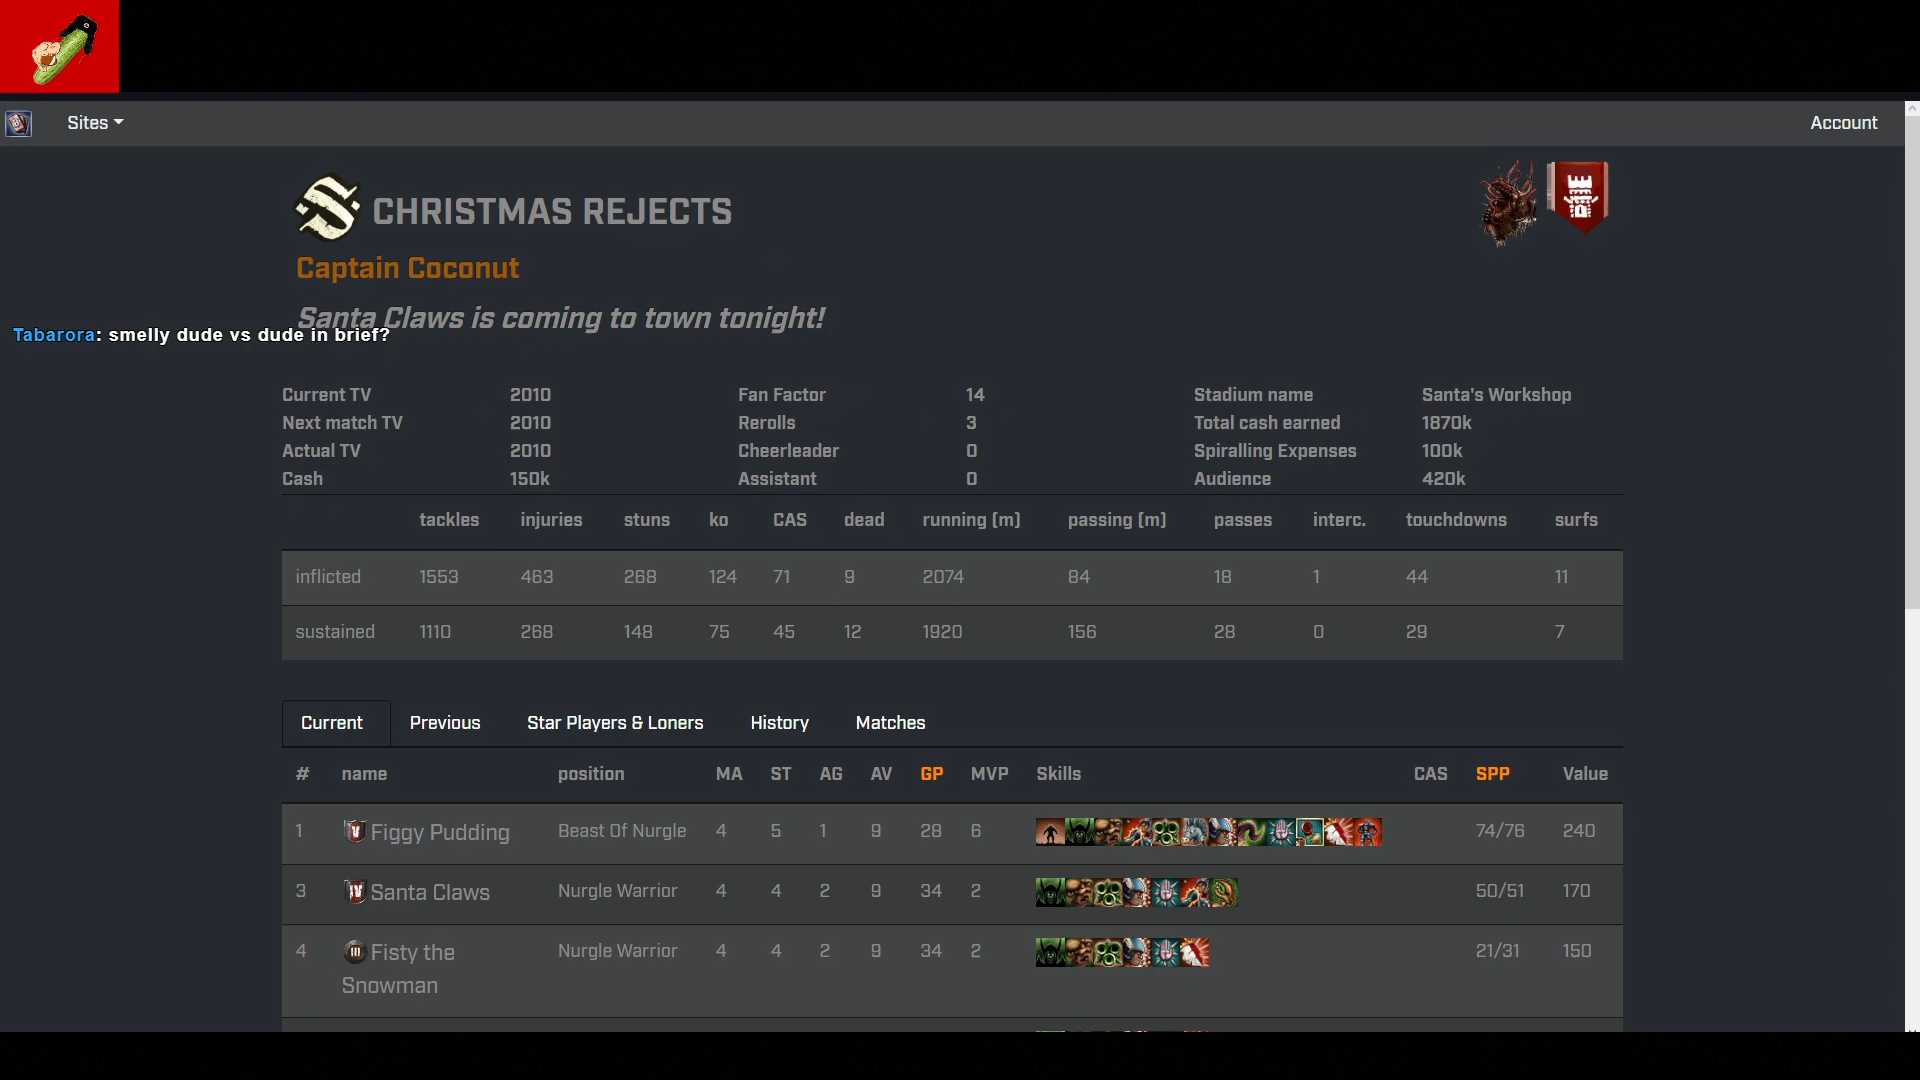 Sites
Account
CHRISTMAS REJECTS
Captain Coconut
Santa Claws is coming to town tonight!
Tabarora: smelly dude vs dude in brief?
Current TV 2010 Fan Factor 14 Stadium name Santa's Workshop
Next match TV 2010 Rerolls 3 Total cash earned 1870k
Actual TV 2010 Cheerleader 0 Spiralling Expenses 100k
Cash 150k Assistant 0 Audience 420k
tackles injuries stuns ko CAS dead running (m) passing (m) passes interc. touchdowns surfs
inflicted 1553 463 268 124 71 9 2074 84 18 1 44 11
sustained 1110 268 148 75 45 12 1920 156 28 0 29 7
Current Previous Star Players & Loners History Matches
# name position MA ST AG AV GP MVP Skills CAS SPP Value
1 V Figgy Pudding Beast Of Nurgle 4 5 1 9 28 6 74/76 240
3 IV Santa Claws Nurgle Warrior 4 4 2 9 34 2 50/51 170
4 III Fisty the Nurgle Warrior 4 4 2 9 34 2 21/31 150
Snowman